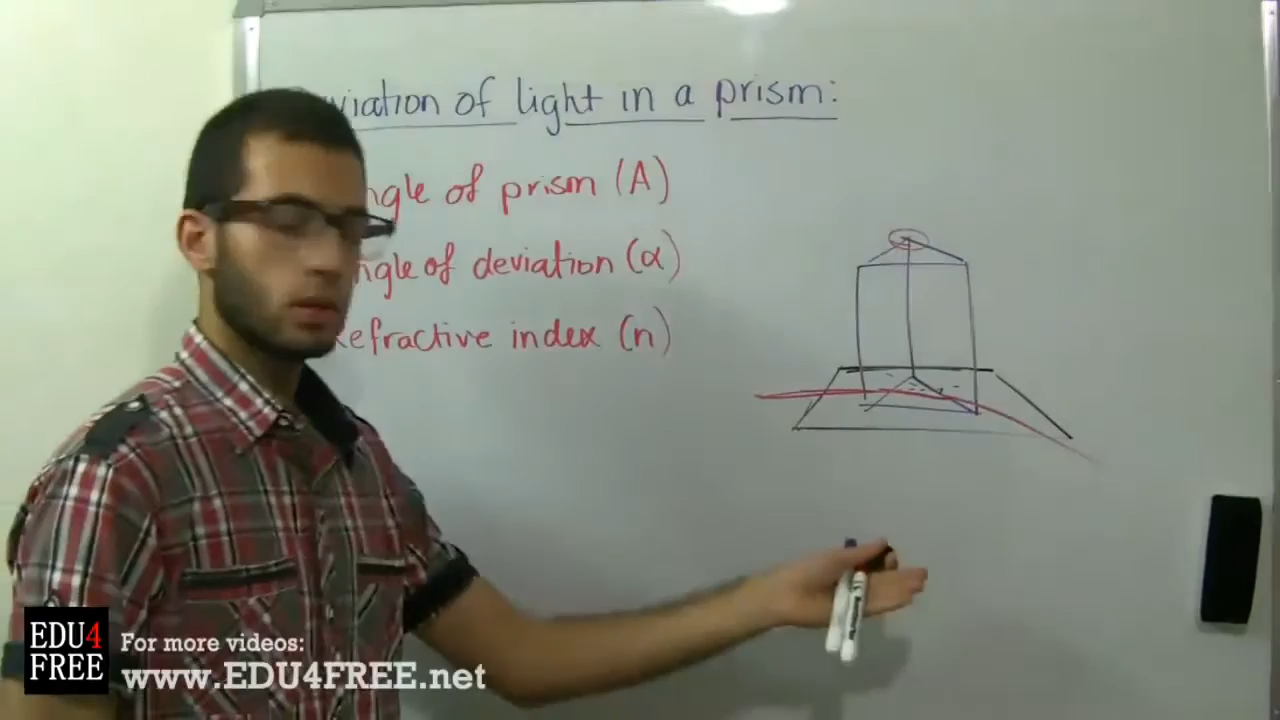 viation of light in a prism:
ngle of prism (A)
ngle of deviation (α)
Refractive index (n)
EDU4
FREE
For more videos:
www.EDU4FREE.net